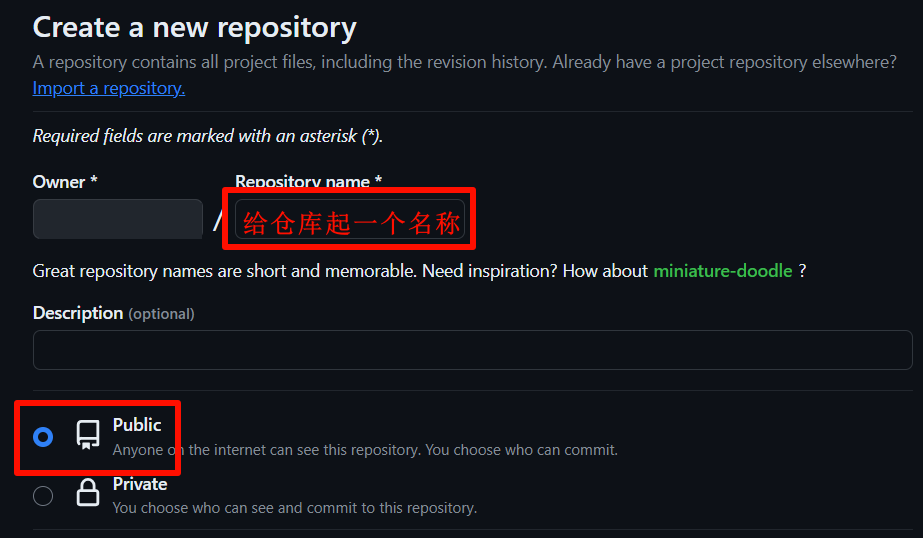 Create a new repository
A repository contains all project files, including the revision history. Already have a project repository elsewhere?
Import a repository.
Required fields are marked with an asterisk (*).
Owner *
Repository name *
/
给仓库起一个名称
Great repository names are short and memorable. Need inspiration? How about miniature-doodle ?
Description (optional)
Public
Anyone on the internet can see this repository. You choose who can commit.
Private
You choose who can see and commit to this repository.